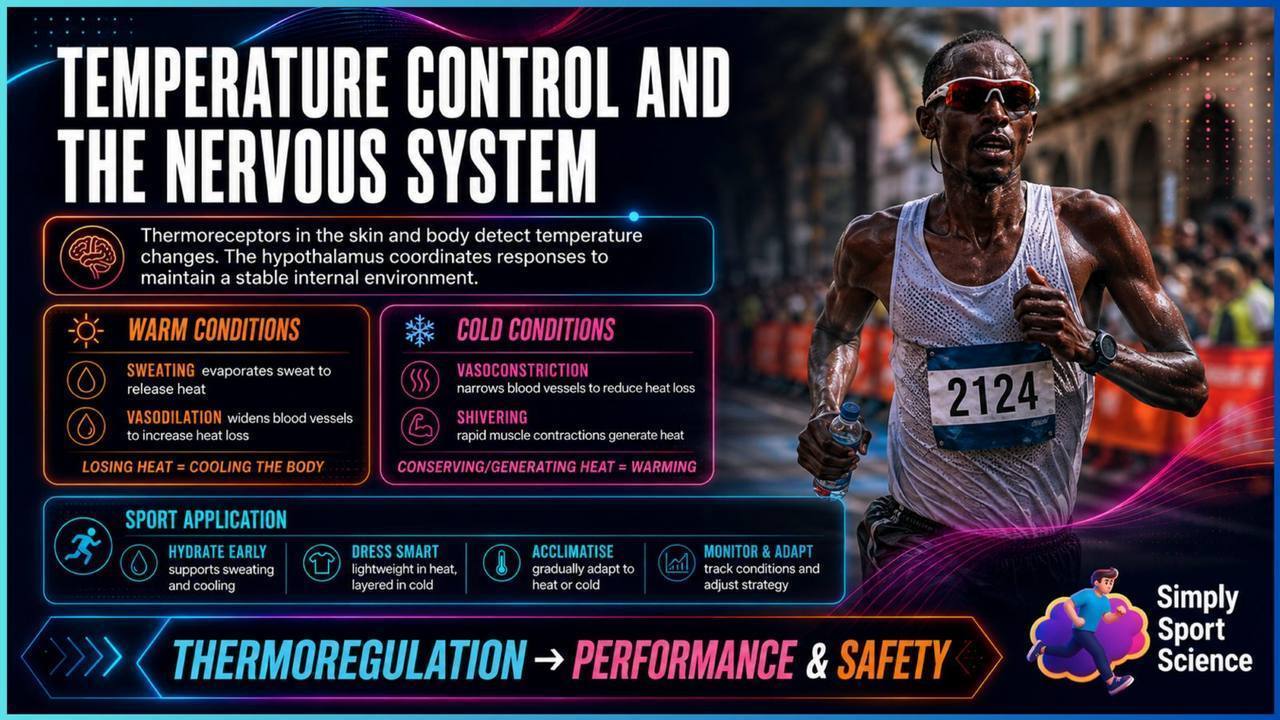 TEMPERATURE CONTROL AND
THE NERVOUS SYSTEM
Thermoreceptors in the skin and body detect temperature
changes. The hypothalamus coordinates responses to
maintain a stable internal environment.
WARM CONDITIONS
SWEATING evaporates sweat to
release heat
VASODILATION widens blood vessels
to increase heat loss
LOSING HEAT = COOLING THE BODY
COLD CONDITIONS
VASOCONSTRICTION
narrows blood vessels to reduce heat loss
SHIVERING
rapid muscle contractions generate heat
CONSERVING/GENERATING HEAT = WARMING
SPORT APPLICATION
HYDRATE EARLY
supports sweating
and cooling
DRESS SMART
lightweight in heat,
layered in cold
ACCLIMATISE
gradually adapt to
heat or cold
MONITOR & ADAPT
track conditions and
adjust strategy
THERMOREGULATION → PERFORMANCE & SAFETY
2124
Simply
Sport
Science